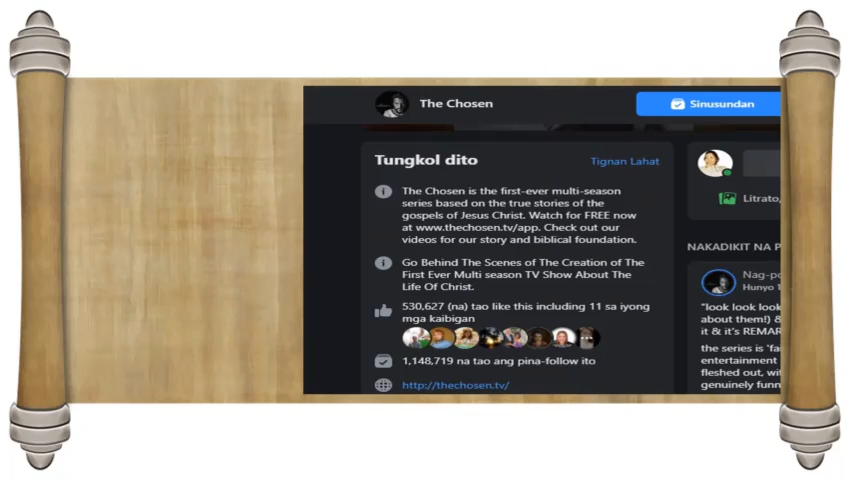 The Chosen
Sinusundan
Tungkol dito
Tignan Lahat
The Chosen is the first-ever multi-season
series based on the true stories of the
gospels of Jesus Christ. Watch for FREE now
at www.thechosen.tv/app. Check out our
videos for our story and biblical foundation.
Go Behind The Scenes of The Creation of The
First Ever Multi season TV Show About The
Life Of Christ.
530,627 (na) tao like this including 11 sa iyong
mga kaibigan
1,148,719 na tao ang pina-follow ito
http://thechosen.tv/
Litrato,
NAKADIKIT NA P
Nag-po
Hunyo 1
"look look look
about them!) &
it & it's REMAR
the series is 'fa
entertainment
fleshed out, wit
genuinely funn